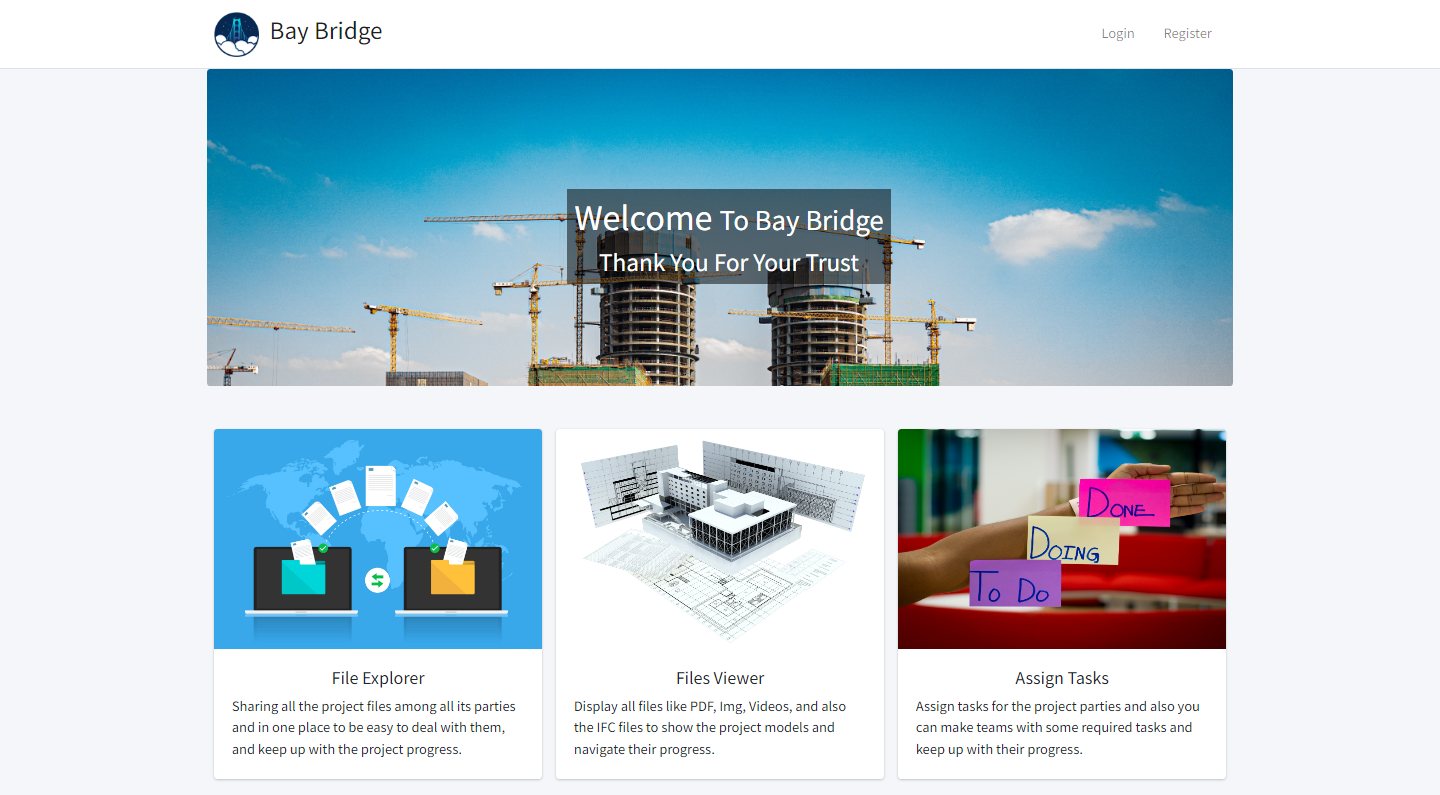 Bay Bridge
Login
Register
Welcome To Bay Bridge
Thank You For Your Trust
DONE
DOING
TO DO
File Explorer
Sharing all the project files among all its parties
and in one place to be easy to deal with them,
and keep up with the project progress.
Files Viewer
Display all files like PDF, Img, Videos, and also
the IFC files to show the project models and
navigate their progress.
Assign Tasks
Assign tasks for the project parties and also you
can make teams with some required tasks and
keep up with their progress.